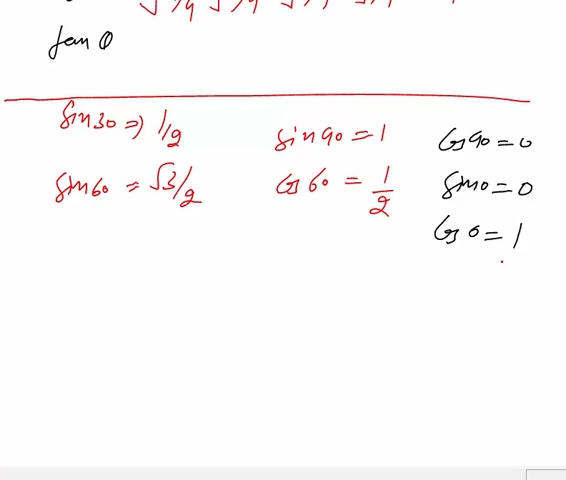 tan θ
sin 30 ⇒ 1/2
sin 60 = √3/2
sin 90 = 1
cos 60 = 1/2
cos 90 = 0
sin 0 = 0
cos 0 = 1